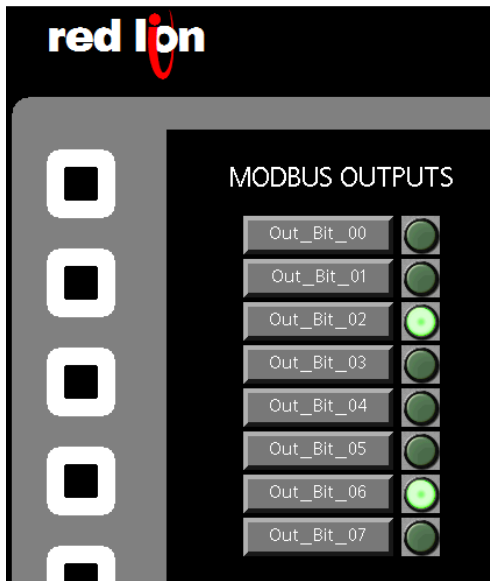 red lion
MODBUS OUTPUTS
Out_Bit_00
Out_Bit_01
Out_Bit_02
Out_Bit_03
Out_Bit_04
Out_Bit_05
Out_Bit_06
Out_Bit_07